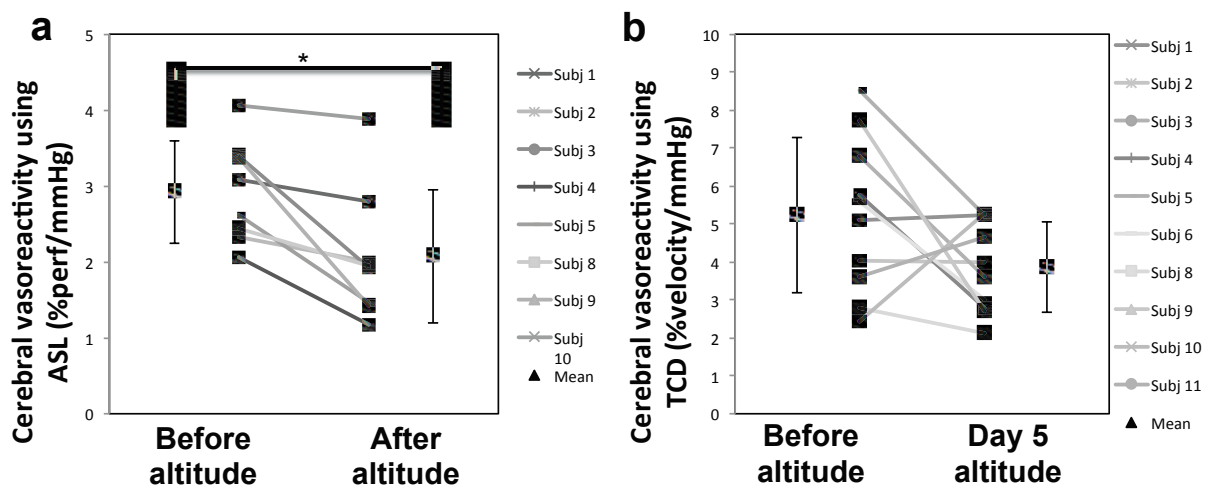 a
Cerebral vasoreactivity using
ASL (%perf/mmHg)
5
4
3
2
1
0
*
Before
altitude
After
altitude
Subj 1
Subj 2
Subj 3
Subj 4
Subj 5
Subj 8
Subj 9
Subj
10
Mean
b
Cerebral vasoreactivity using
TCD (%velocity/mmHg)
10
9
8
7
6
5
4
3
2
1
0
Before
altitude
Day 5
altitude
Subj 1
Subj 2
Subj 3
Subj 4
Subj 5
Subj 6
Subj 8
Subj 9
Subj 10
Subj 11
Mean